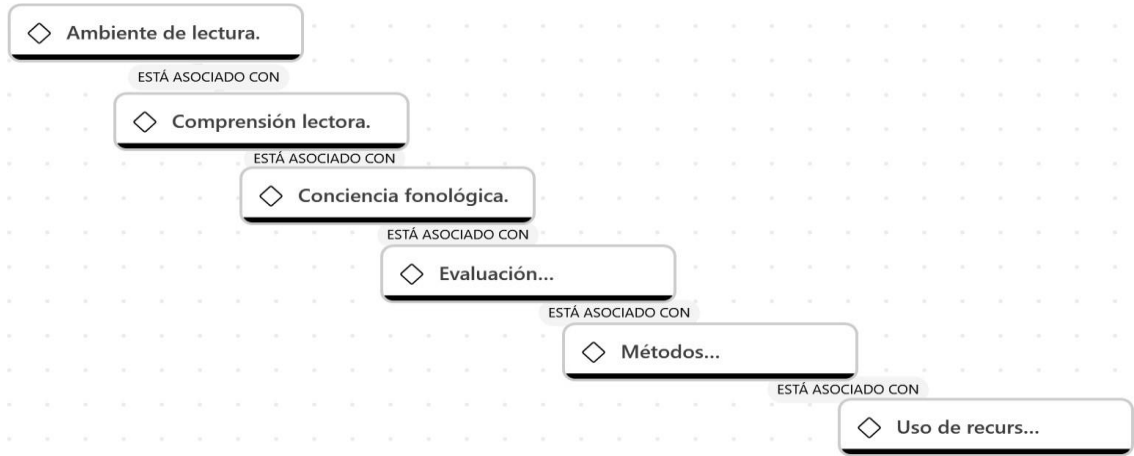 Ambiente de lectura.
ESTÁ ASOCIADO CON
Comprensión lectora.
ESTÁ ASOCIADO CON
Conciencia fonológica.
ESTÁ ASOCIADO CON
Evaluación...
ESTÁ ASOCIADO CON
Métodos...
ESTÁ ASOCIADO CON
Uso de recurs...